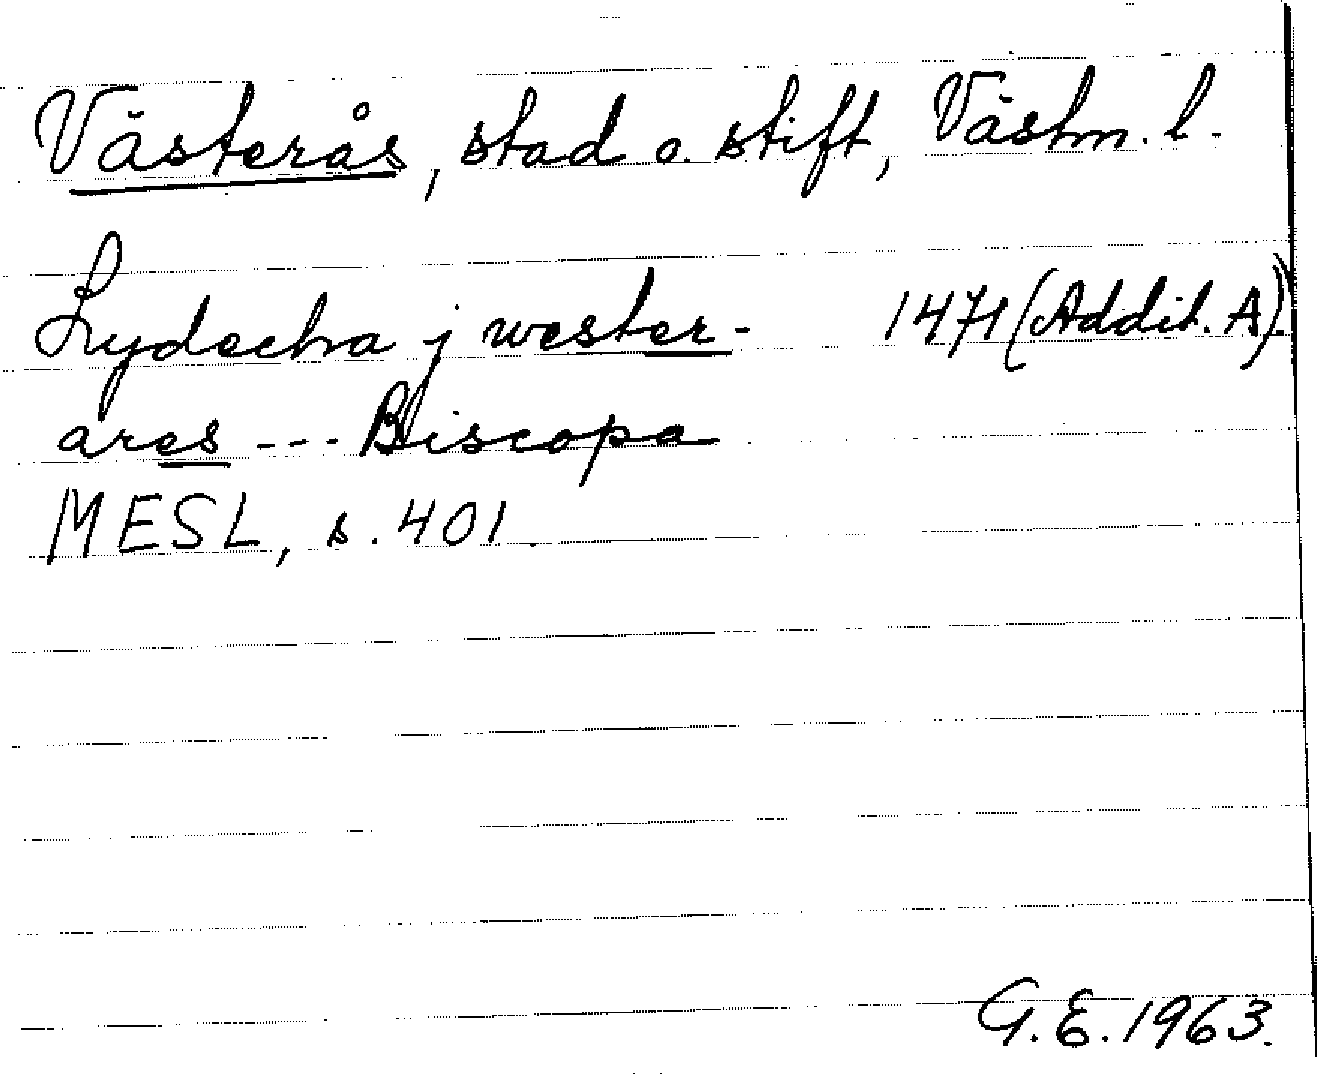 Västerås, stad o. stift, Västm. l.
Lydecha j wester- 1471 (Addit. A).
ares --- Biscopa
MESL, s. 401.
G. E. 1963.